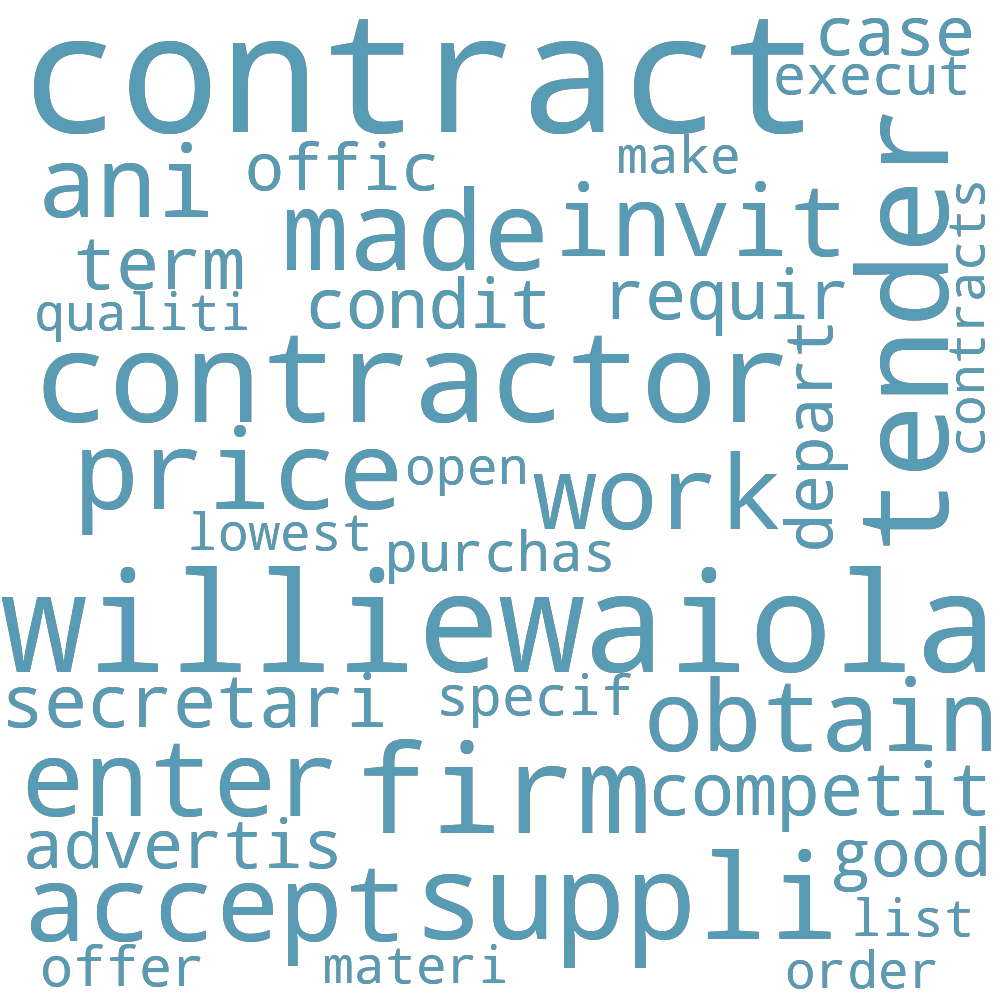 contract
case
execut
ani
offic
make
tender
made
invit
contracts
term
qualiti
condit
requir
contractor
depart
price
open
work
lowest
purchas
williewaiola
secretari
specif
obtain
enter
firm
competit
advertis
good
accept
suppli
list
offer
materi
order